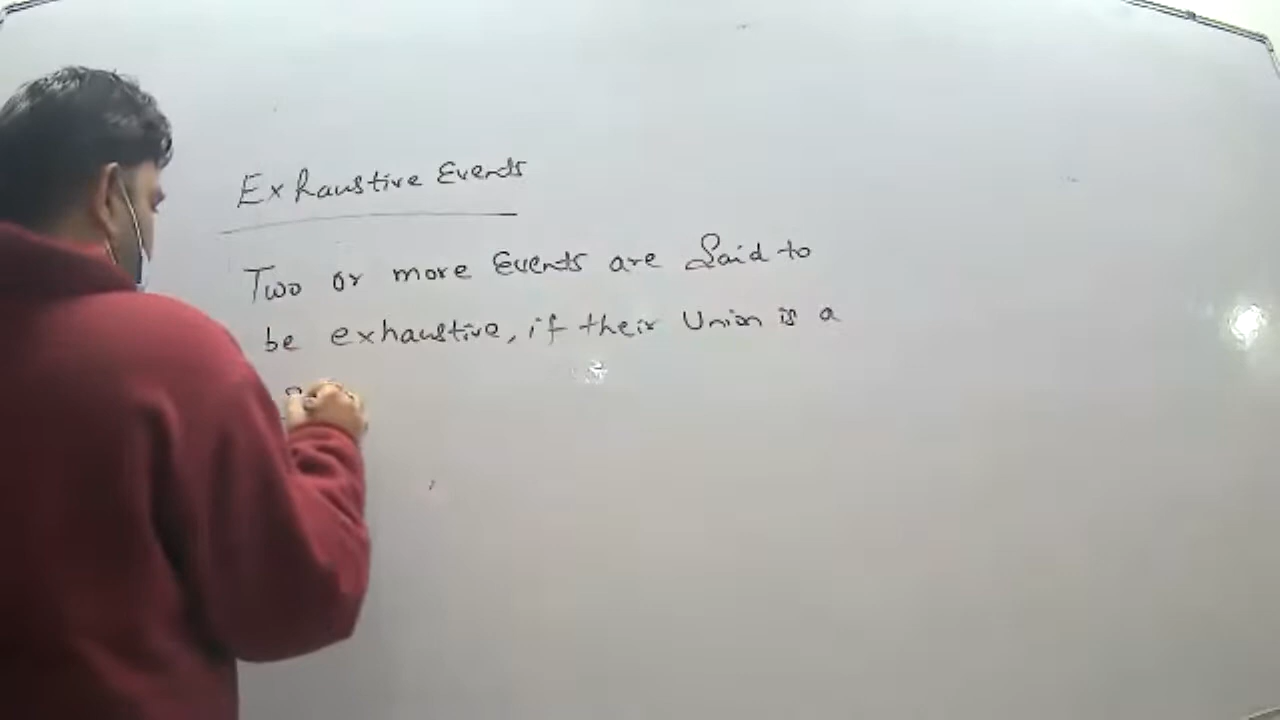 Exhaustive Events
Two or more Events are Said to
be exhaustive, if their Union is a